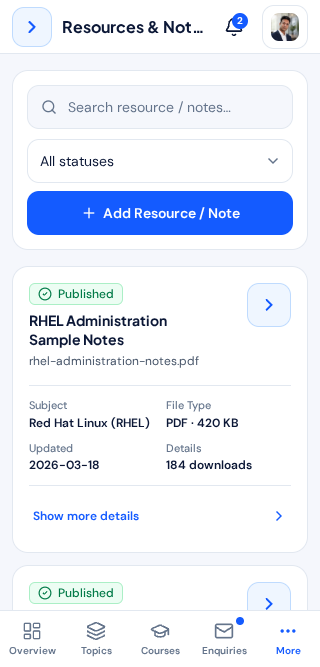 Resources & Not...
2
Search resource / notes...
All statuses
+ Add Resource / Note
Published
RHEL Administration
Sample Notes
rhel-administration-notes.pdf
Subject
File Type
Red Hat Linux (RHEL)
PDF · 420 KB
Updated
Details
2026-03-18
184 downloads
Show more details
Published
Overview
Topics
Courses
Enquiries
More